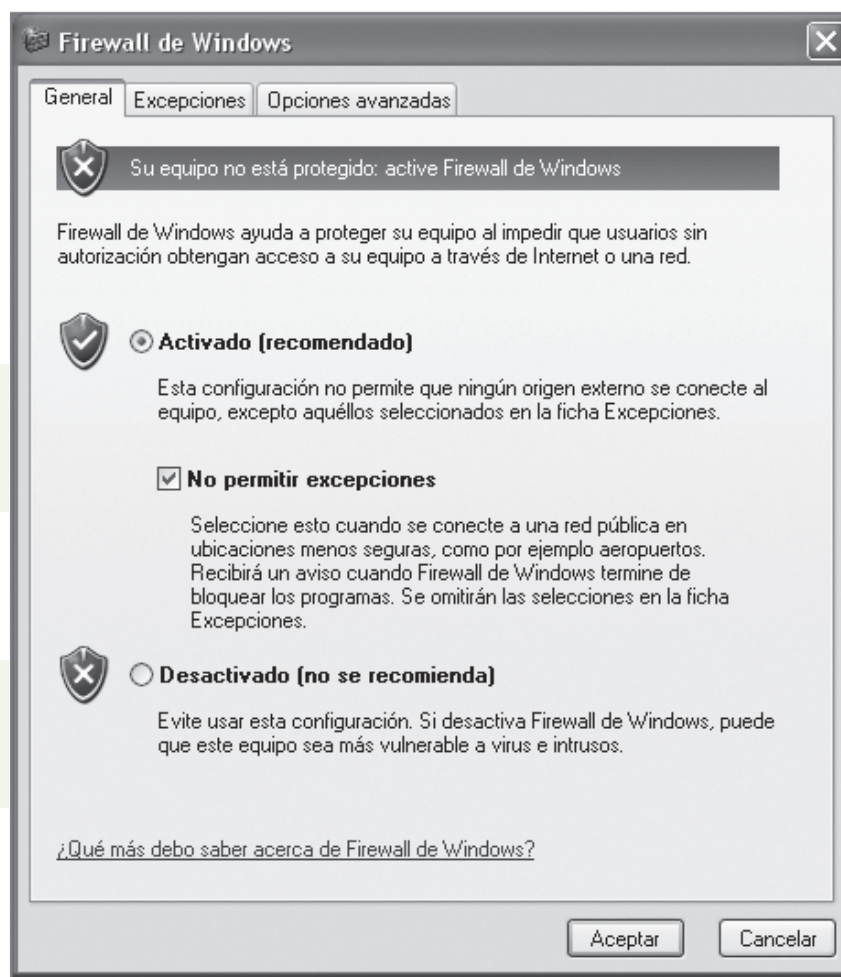 Firewall de Windows
General
Excepciones
Opciones avanzadas
Su equipo no está protegido: active Firewall de Windows
Firewall de Windows ayuda a proteger su equipo al impedir que usuarios sin
autorización obtengan acceso a su equipo a través de Internet o una red.
Activado (recomendado)
Esta configuración no permite que ningún origen externo se conecte al
equipo, excepto aquéllos seleccionados en la ficha Excepciones.
No permitir excepciones
Seleccione esto cuando se conecte a una red pública en
ubicaciones menos seguras, como por ejemplo aeropuertos.
Recibirá un aviso cuando Firewall de Windows termine de
bloquear los programas. Se omitirán las selecciones en la ficha
Excepciones.
Desactivado (no se recomienda)
Evite usar esta configuración. Si desactiva Firewall de Windows, puede
que este equipo sea más vulnerable a virus e intrusos.
¿Qué más debo saber acerca de Firewall de Windows?
Aceptar
Cancelar